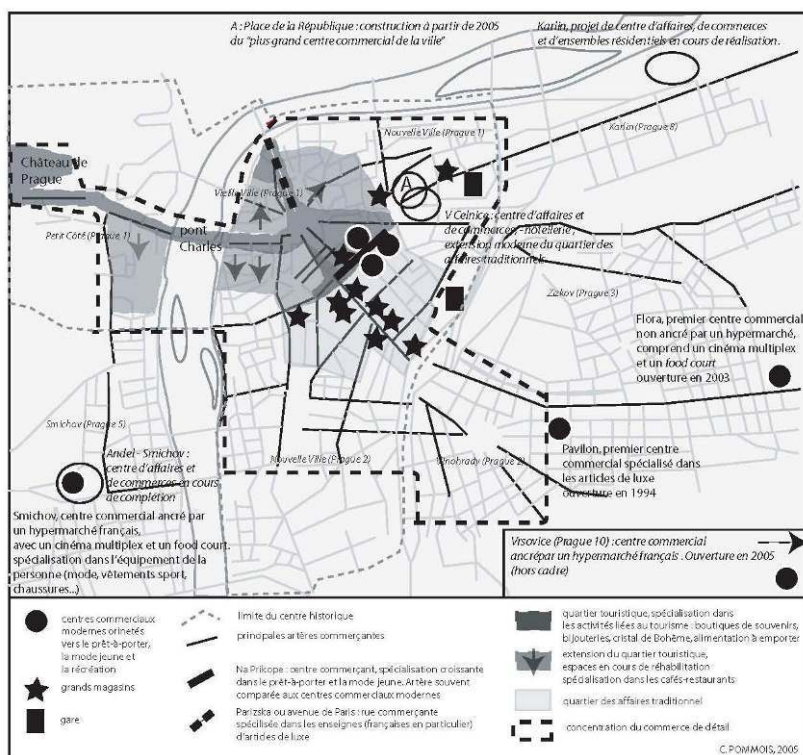 A : Place de la République : construction à partir de 2005
du "plus grand centre commercial de la ville"
Karlin, projet de centre d'affaires, de commerces
et d'ensembles résidentiels en cours de réalisation.
Nouvelle Ville (Prague 1)
Karlin (Prague 8)
Château de
Prague
Vieille Ville (Prague 1)
A
Petit Côté (Prague 1)
pont
Charles
V Celnice : centre d'affaires et
de commerces, - hôtellerie ,
extension moderne du quartier des
affaires traditionnels
Zizkov (Prague 3)
Flora, premier centre commercial
non ancré par un hypermarché,
comprend un cinéma multiplex
et un food court
ouverture en 2003
Smichov (Prague 5)
Andel - Smichov :
centre d'affaires et
de commerces en cours
de complétion
Nouvelle Ville (Prague 2)
Vinohrady (Prague 2)
Pavilon, premier centre
commercial spécialisé dans
les articles de luxe
ouverture en 1994
Smichov, centre commercial ancré par
un hypermarché français,
avec un cinéma multiplex et un food court.
spécialisation dans l'équipement de la
personne (mode, vêtements sport,
chaussures...)
Vrsovice (Prague 10) : centre commercial
ancrépar un hypermarché français . Ouverture en 2005
(hors cadre)
centres commerciaux
modernes orinetés
vers le prêt-à-porter,
la mode jeune et
la récréation
grands magasins
gare
limite du centre historique
principales artères commerçantes
Na Prikope : centre commerçant, spécialisation croissante
dans le prêt-à-porter et la mode jeune. Artère souvent
comparée aux centres commerciaux modernes
Parizska ou avenue de Paris : rue commerçante
spécilisée dans les enseignes (françaises en particulier)
d'articles de luxe
quartier touristique, spécialisation dans
les activités liées au tourisme : boutiques de souvenirs,
bijouteries, cristal de Bohème, alimentation à emporter
extension du quartier touristique,
espaces en cours de réhabilitation
spécialisation dans les cafés-restaurants
quartier des affaires traditionnel
concentration du commerce de détail
C. POMMOIS, 2005